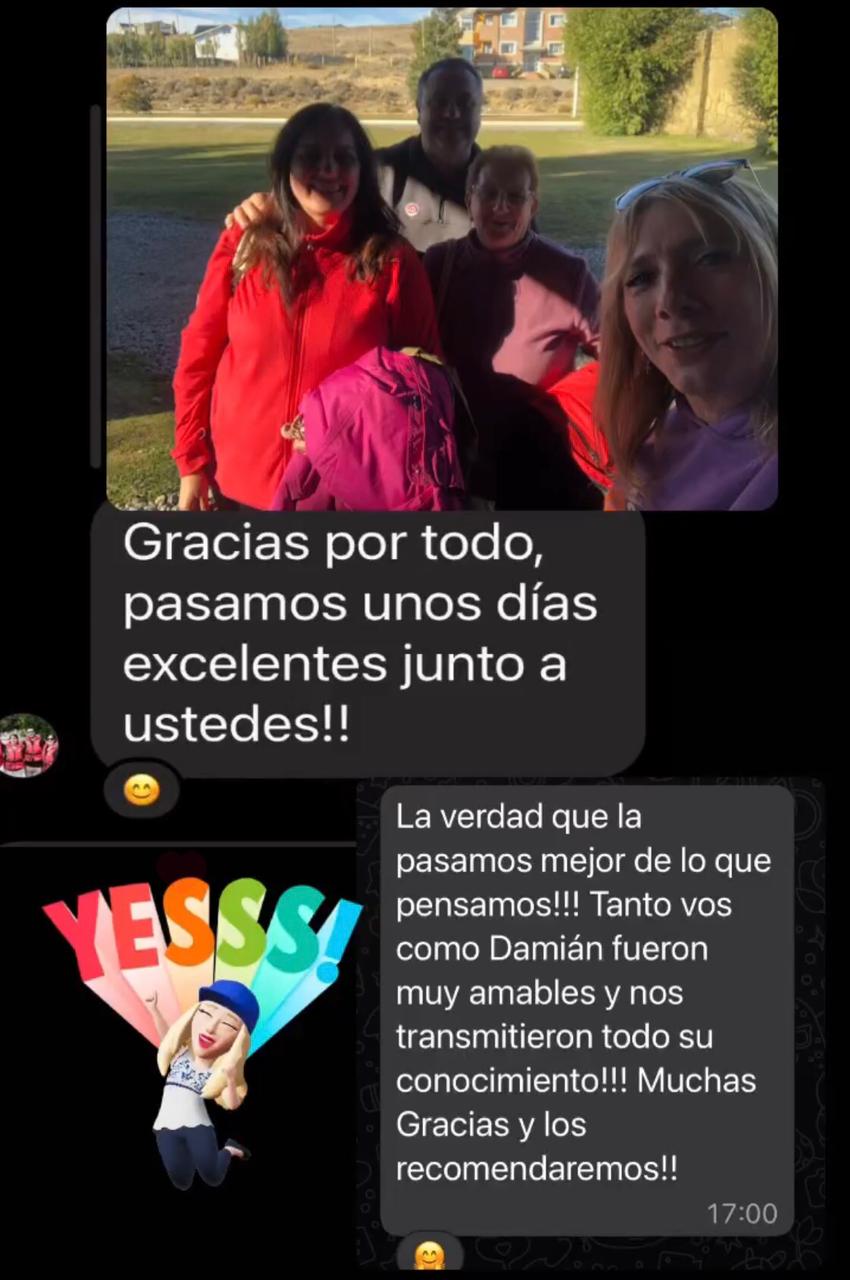 Gracias por todo,
pasamos unos días
excelentes junto a
ustedes!!
YESSS!
La verdad que la
pasamos mejor de lo que
pensamos!!! Tanto vos
como Damián fueron
muy amables y nos
transmitieron todo su
conocimiento!!! Muchas
Gracias y los
recomendaremos!!
17:00